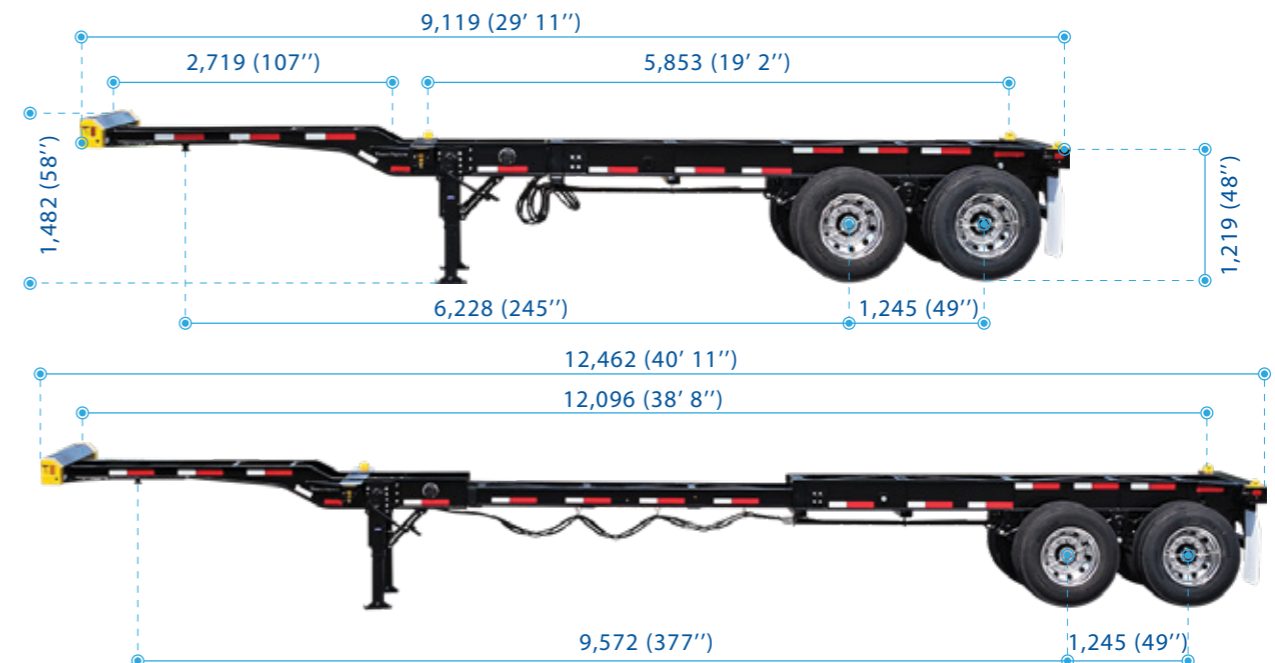 9,119 (29’ 11’’)
2,719 (107’’)
5,853 (19’ 2’’)
1,482 (58’’)
1,219 (48’’)
6,228 (245’’)
1,245 (49’’)
12,462 (40’ 11’’)
12,096 (38’ 8’’)
9,572 (377’’)
1,245 (49’’)